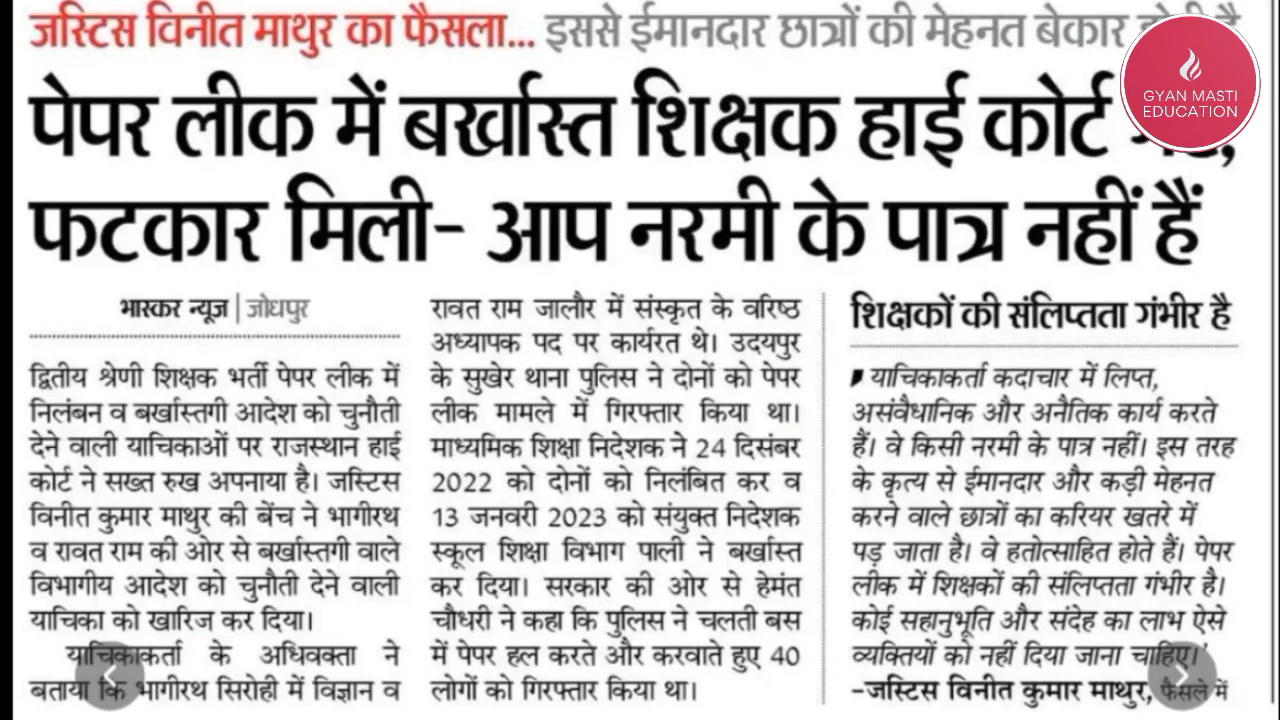 जस्टिस विनीत माथुर का फैसला... इससे ईमानदार छात्रों की मेहनत बेकार
GYAN MASTI
EDUCATION
पेपर लीक में बर्खास्त शिक्षक हाई कोर्ट
फटकार मिली- आप नरमी के पात्र नहीं हैं
भास्कर न्यूज | जोधपुर
द्वितीय श्रेणी शिक्षक भर्ती पेपर लीक में
निलंबन व बर्खास्तगी आदेश को चुनौती
देने वाली याचिकाओं पर राजस्थान हाई
कोर्ट ने सख्त रुख अपनाया है। जस्टिस
विनीत कुमार माथुर की बेंच ने भागीरथ
व रावत राम की ओर से बर्खास्तगी वाले
विभागीय आदेश को चुनौती देने वाली
याचिका को खारिज कर दिया।
याचिकाकर्ता के अधिवक्ता ने
बताया कि भागीरथ सिरोही में विज्ञान व
रावत राम जालौर में संस्कृत के वरिष्ठ
अध्यापक पद पर कार्यरत थे। उदयपुर
के सुखेर थाना पुलिस ने दोनों को पेपर
लीक मामले में गिरफ्तार किया था।
माध्यमिक शिक्षा निदेशक ने 24 दिसंबर
2022 को दोनों को निलंबित कर व
13 जनवरी 2023 को संयुक्त निदेशक
स्कूल शिक्षा विभाग पाली ने बर्खास्त
कर दिया। सरकार की ओर से हेमंत
चौधरी ने कहा कि पुलिस ने चलती बस
में पेपर हल करते और करवाते हुए 40
लोगों को गिरफ्तार किया था।
शिक्षकों की संलिप्तता गंभीर है
याचिकाकर्ता कदाचार में लिप्त,
असंवैधानिक और अनैतिक कार्य करते
हैं। वे किसी नरमी के पात्र नहीं। इस तरह
के कृत्य से ईमानदार और कड़ी मेहनत
करने वाले छात्रों का करियर खतरे में
पड़ जाता है। वे हतोत्साहित होते हैं। पेपर
लीक में शिक्षकों की संलिप्तता गंभीर है।
कोई सहानुभूति और संदेह का लाभ ऐसे
व्यक्तियों को नहीं दिया जाना चाहिए।'
-जस्टिस विनीत कुमार माथुर, फैसले में